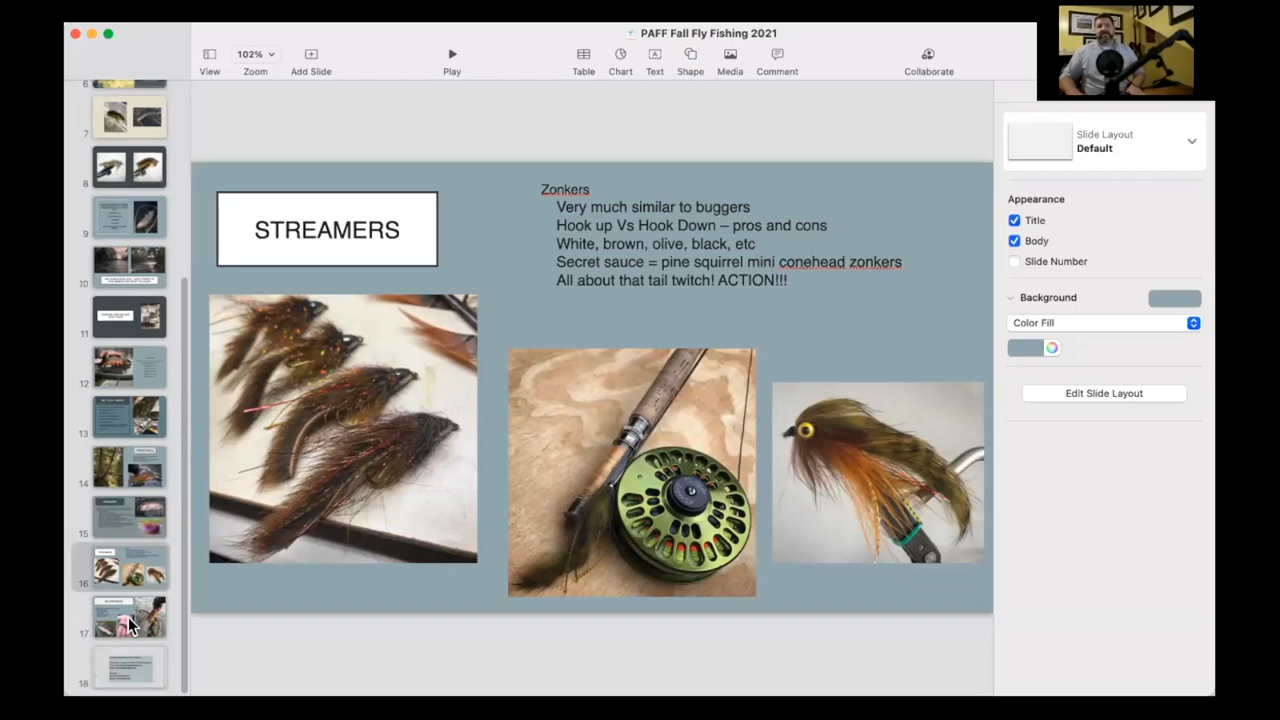 PAFF Fall Fly Fishing 2021
102%
View
Zoom
Add Slide
Play
Table
Chart
Text
Shape
Media
Comment
Collaborate
6
7
8
9
10
11
12
13
14
15
16
17
18
STREAMERS
Zonkers
Very much similar to buggers
Hook up Vs Hook Down – pros and cons
White, brown, olive, black, etc
Secret sauce = pine squirrel mini conehead zonkers
All about that tail twitch! ACTION!!!
Slide Layout
Default
Appearance
Title
Body
Slide Number
Background
Color Fill
Edit Slide Layout